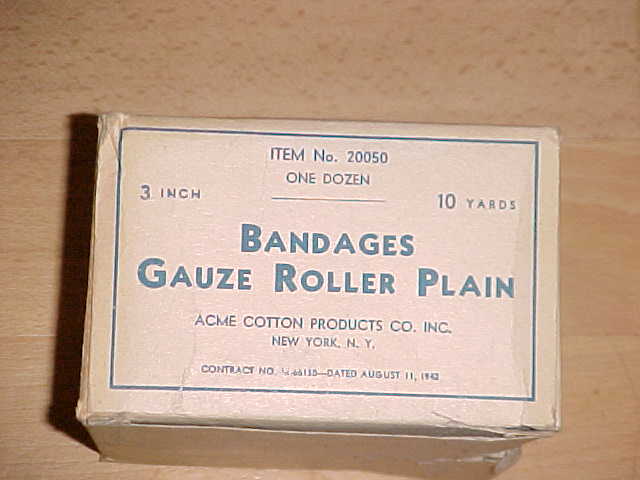 ITEM No. 20050
ONE DOZEN
3 INCH
10 YARDS
BANDAGES
GAUZE ROLLER PLAIN
ACME COTTON PRODUCTS CO. INC.
NEW YORK, N. Y.
CONTRACT NO. —DATED AUGUST 11, 1942